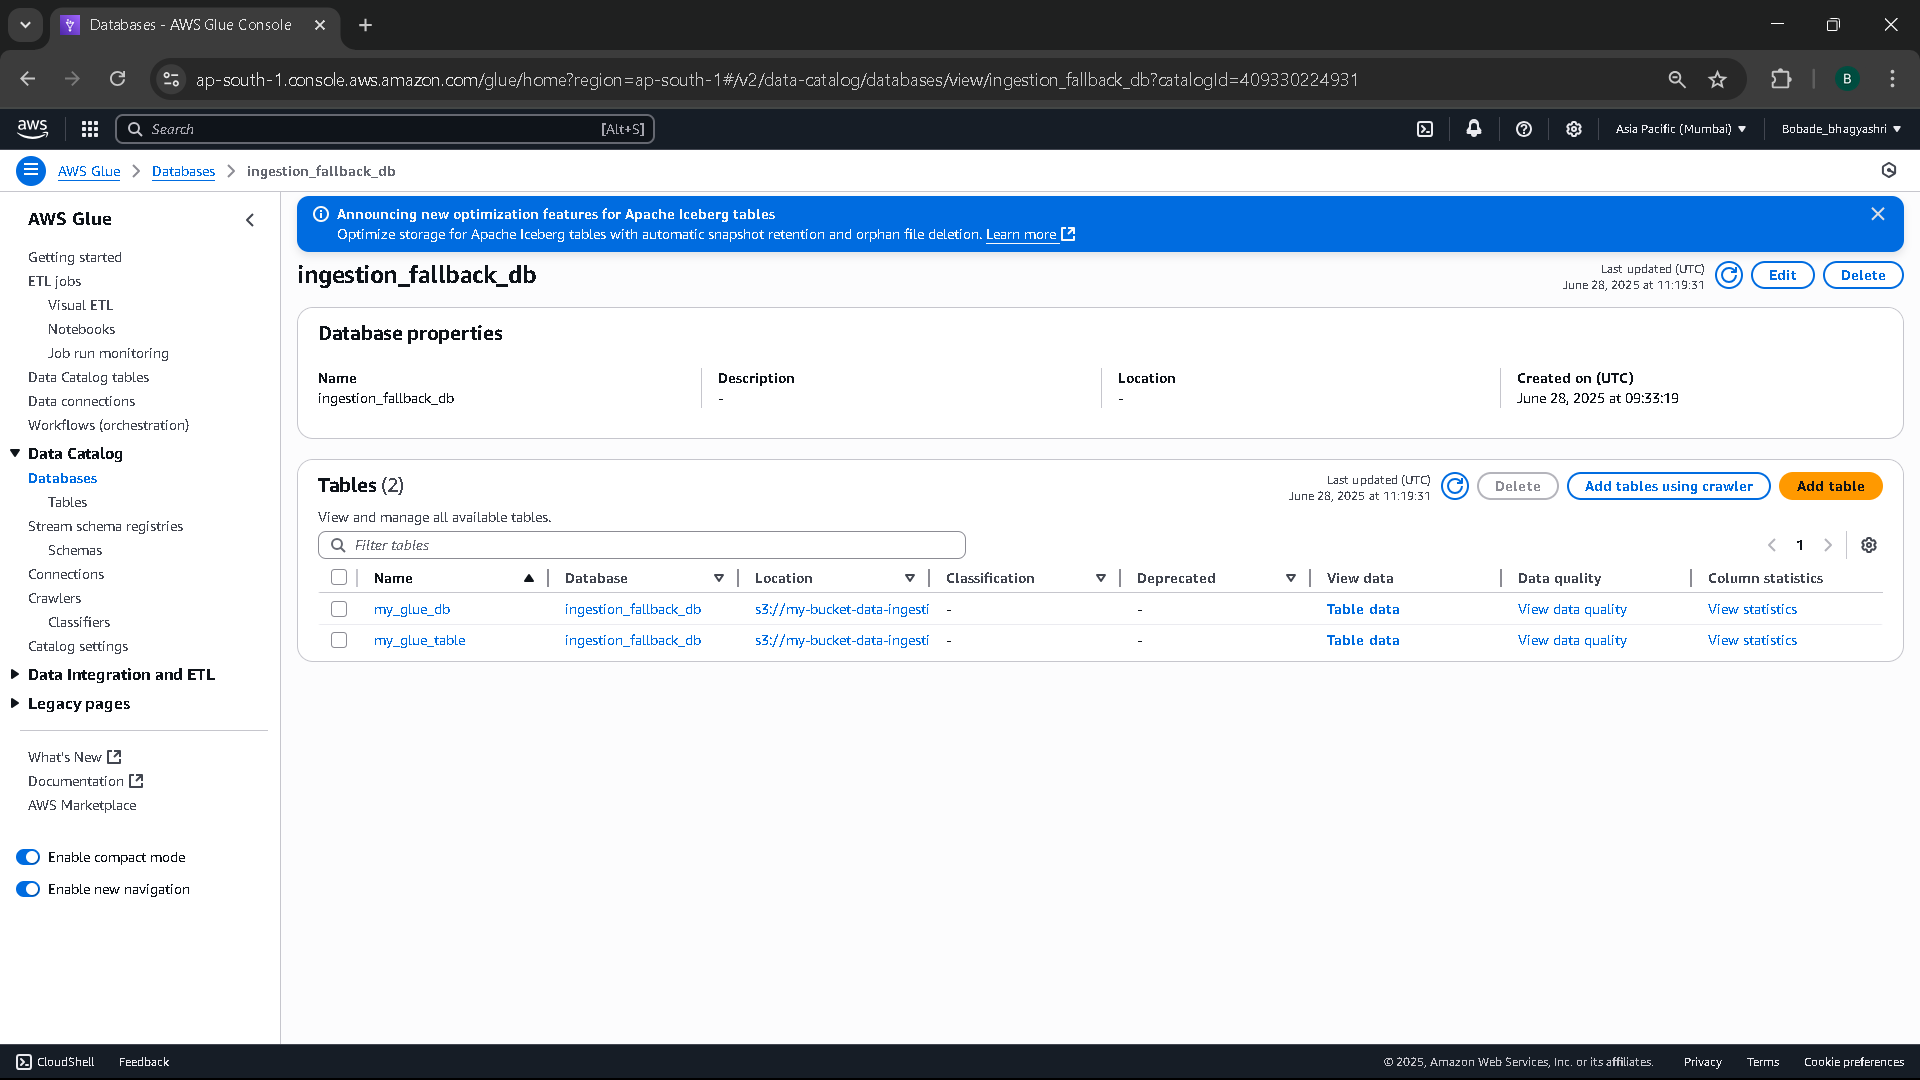 Databases - AWS Glue Console
ap-south-1.console.aws.amazon.com/glue/home?region=ap-south-1#/v2/data-catalog/databases/view/ingestion_fallback_db?catalogId=409330224931
B
aws Search [Alt+S] Asia Pacific (Mumbai) Bobade_bhagyashri
AWS Glue Databases ingestion_fallback_db
AWS Glue
Getting started
ETL jobs
Visual ETL
Notebooks
Job run monitoring
Data Catalog tables
Data connections
Workflows (orchestration)
Data Catalog
Databases
Tables
Stream schema registries
Schemas
Connections
Crawlers
Classifiers
Catalog settings
Data Integration and ETL
Legacy pages
What's New
Documentation
AWS Marketplace
Enable compact mode
Enable new navigation
Announcing new optimization features for Apache Iceberg tables
Optimize storage for Apache Iceberg tables with automatic snapshot retention and orphan file deletion. Learn more
ingestion_fallback_db
Last updated (UTC)
June 28, 2025 at 11:19:31
Edit Delete
Database properties
Name Description Location Created on (UTC)
ingestion_fallback_db - - June 28, 2025 at 09:33:19
Tables (2)
Last updated (UTC)
June 28, 2025 at 11:19:31
Delete Add tables using crawler Add table
View and manage all available tables.
Filter tables
1
Name Database Location Classification Deprecated View data Data quality Column statistics
my_glue_db ingestion_fallback_db s3://my-bucket-data-ingesti - - Table data View data quality View statistics
my_glue_table ingestion_fallback_db s3://my-bucket-data-ingesti - - Table data View data quality View statistics
CloudShell Feedback © 2025, Amazon Web Services, Inc. or its affiliates. Privacy Terms Cookie preferences